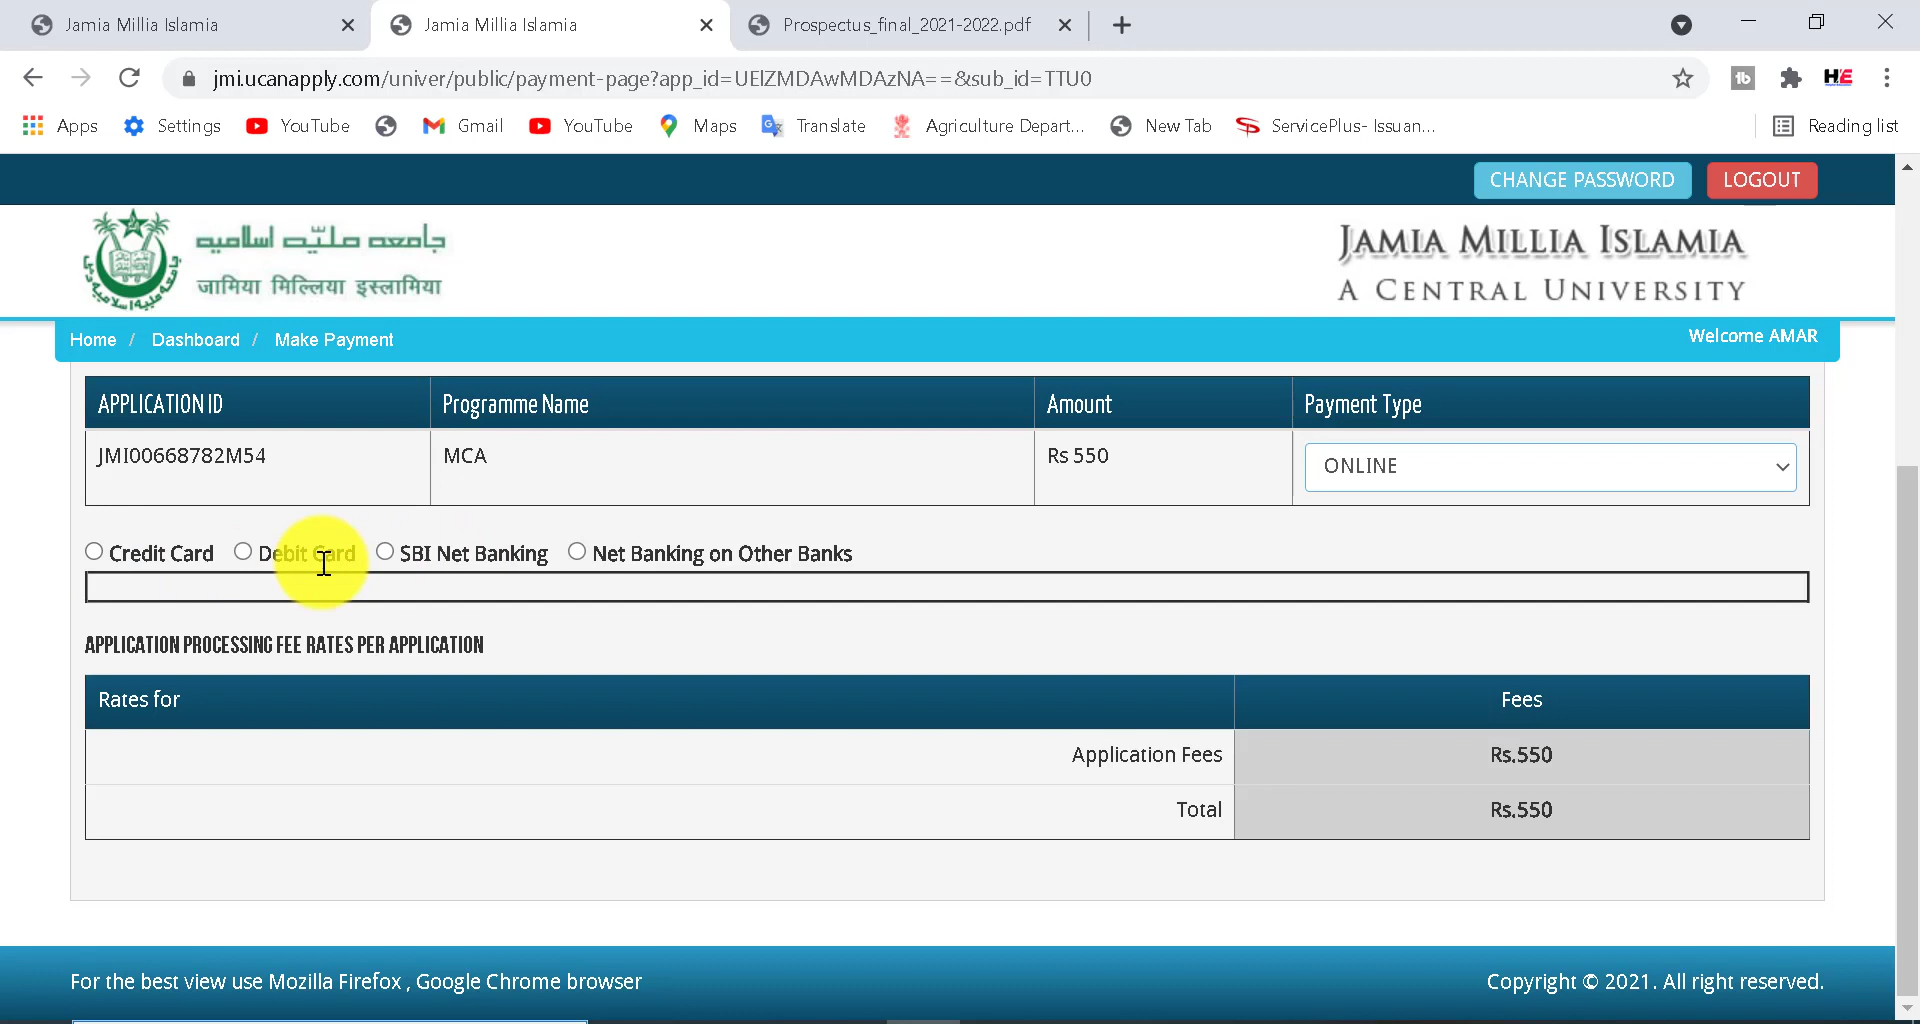 Jamia Millia Islamia
Jamia Millia Islamia
Prospectus_final_2021-2022.pdf
jmi.ucanapply.com/univer/public/payment-page?app_id=UElZMDAwMDAzNA==&sub_id=TTU0
Apps Settings YouTube Gmail YouTube Maps Translate Agriculture Depart... New Tab ServicePlus- Issuan... Reading list
CHANGE PASSWORD LOGOUT
جامعه ملیّه اسلامیه
जामिया मिल्लिया इस्लामिया
JAMIA MILLIA ISLAMIA
A CENTRAL UNIVERSITY
Home / Dashboard / Make Payment
Welcome AMAR
APPLICATION ID Programme Name Amount Payment Type
JMI00668782M54 MCA Rs 550 ONLINE
Credit Card Debit Card SBI Net Banking Net Banking on Other Banks
APPLICATION PROCESSING FEE RATES PER APPLICATION
Rates for Fees
Application Fees Rs.550
Total Rs.550
For the best view use Mozilla Firefox , Google Chrome browser
Copyright © 2021. All right reserved.